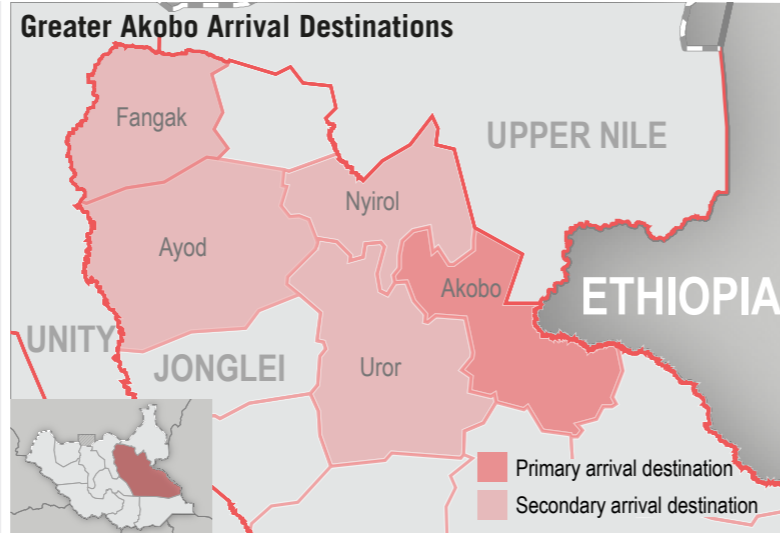 Greater Akobo Arrival Destinations
Fangak
UPPER NILE
Nyirol
Ayod
Akobo
ETHIOPIA
UNITY
JONGLEI
Uror
Primary arrival destination
Secondary arrival destination